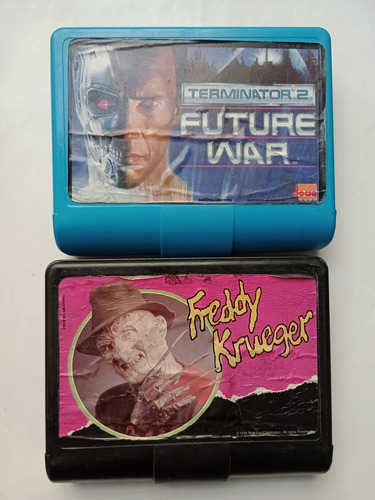 TERMINATOR 2
FUTURE
WAR
Freddy
Krueger